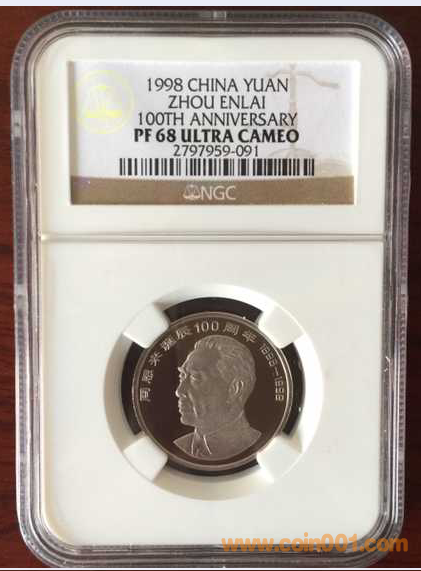 1998 CHINA YUAN
ZHOU ENLAI
100TH ANNIVERSARY
PF 68 ULTRA CAMEO
2797959-091
NGC
周恩来诞辰100周年 1898-1998
www.coin001.com